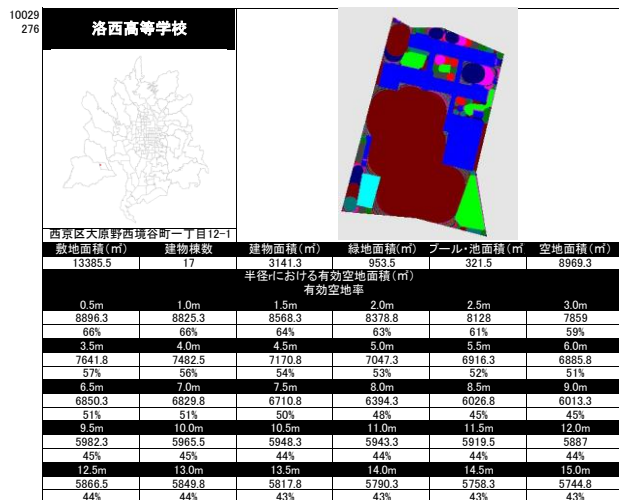 10029
276
洛西高等学校
西京区大原野西境谷町一丁目12-1
敷地面積(㎡) 建物棟数 建物面積(㎡) 緑地面積(㎡) プール・池面積(㎡) 空地面積(㎡)
13385.5 17 3141.3 953.5 321.5 8969.3
半径rにおける有効空地面積(㎡)
有効空地率
0.5m 1.0m 1.5m 2.0m 2.5m 3.0m
8896.3 8825.3 8568.3 8378.8 8128 7859
66% 66% 64% 63% 61% 59%
3.5m 4.0m 4.5m 5.0m 5.5m 6.0m
7641.8 7482.5 7170.8 7047.3 6916.3 6885.8
57% 56% 54% 53% 52% 51%
6.5m 7.0m 7.5m 8.0m 8.5m 9.0m
6850.3 6829.8 6710.8 6394.3 6026.8 6013.3
51% 51% 50% 48% 45% 45%
9.5m 10.0m 10.5m 11.0m 11.5m 12.0m
5982.3 5965.5 5948.3 5943.3 5919.5 5887
45% 45% 44% 44% 44% 44%
12.5m 13.0m 13.5m 14.0m 14.5m 15.0m
5866.5 5849.8 5817.8 5790.3 5758.3 5744.8
44% 44% 43% 43% 43% 43%